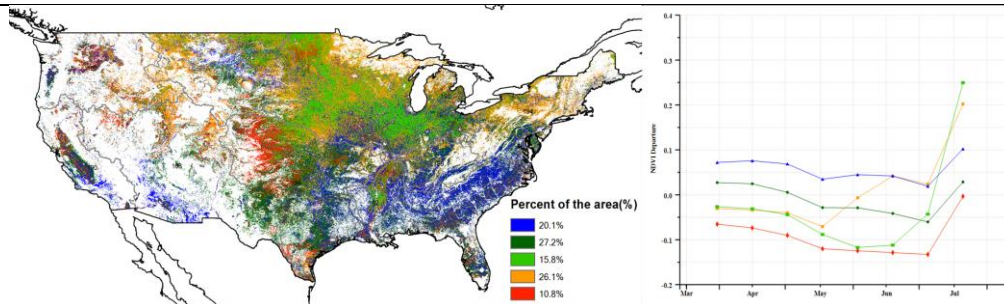 Percent of the area(%)
20.1%
27.2%
15.8%
26.1%
10.8%
NDVI Departure
0.4
0.3
0.2
0.1
0.0
-0.1
-0.2
Mar
Apr
May
Jun
Jul